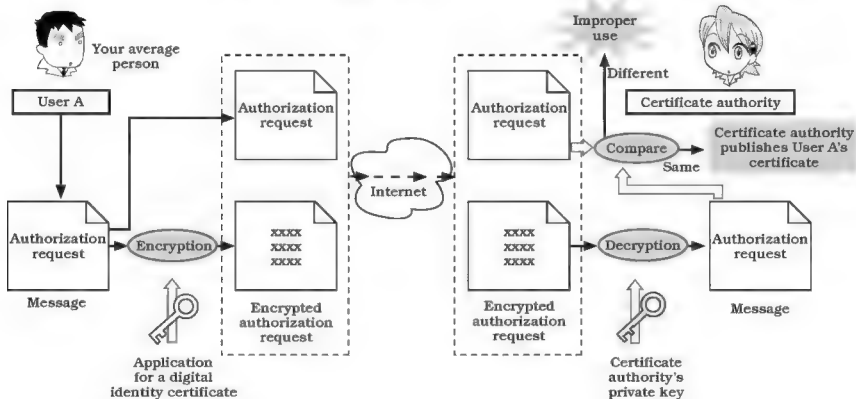 Your average
person
User A
Authorization
request
Message
Encryption
Application
for a digital
identity certificate
Authorization
request
xxxx
xxxx
xxxx
Encrypted
authorization
request
Internet
Authorization
request
xxxx
xxxx
xxxx
Encrypted
authorization
request
Improper
use
Different
Certificate authority
Compare
Same
Certificate authority
publishes User A's
certificate
Decryption
Certificate
authority's
private key
Authorization
request
Message